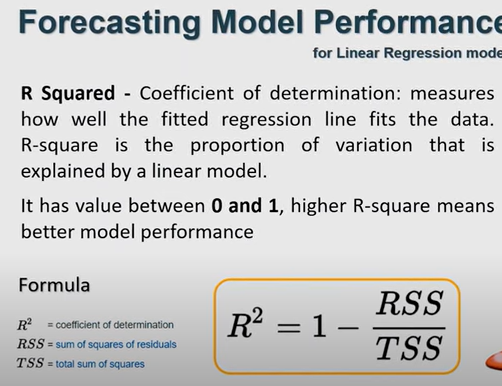 Forecasting Model Performance
for Linear Regression mode
R Squared - Coefficient of determination: measures
how well the fitted regression line fits the data.
R-square is the proportion of variation that is
explained by a linear model.
It has value between 0 and 1, higher R-square means
better model performance
Formula
R² = coefficient of determination
RSS = sum of squares of residuals
TSS = total sum of squares
R² = 1 − RSS / TSS